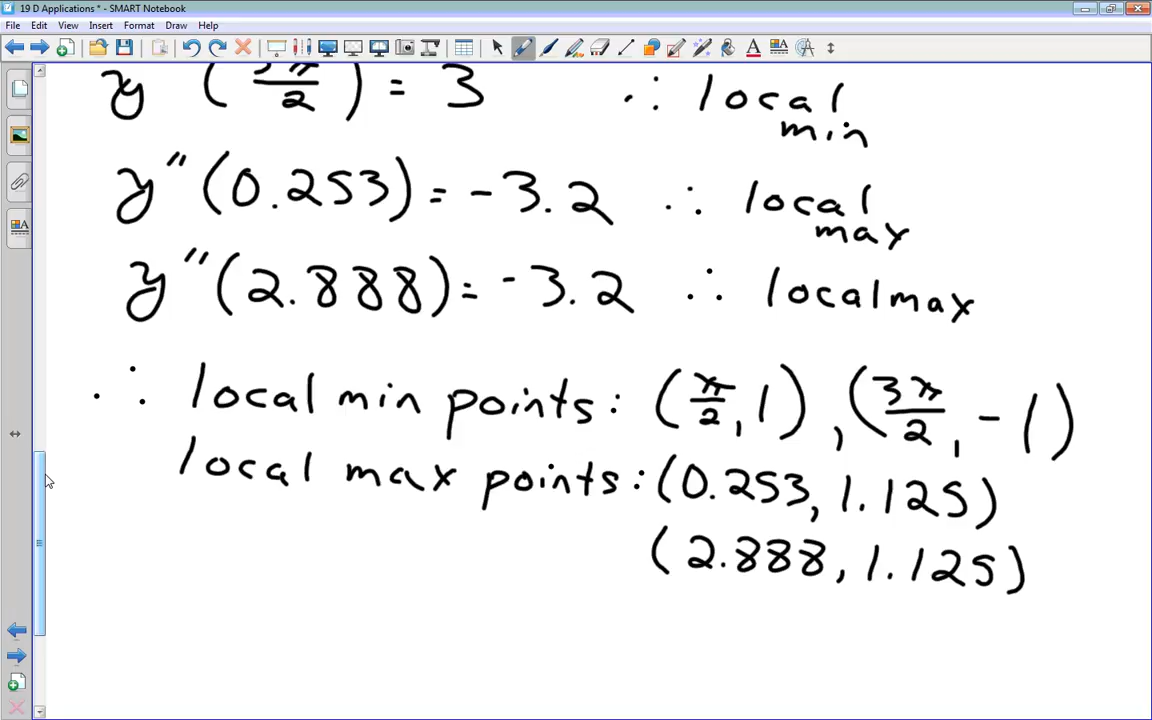 19 D Applications * - SMART Notebook
File Edit View Insert Format Draw Help
y (3π/2) = 3 ∴ local
min
y"(0.253) = -3.2 ∴ local
max
y"(2.888) = -3.2 ∴ local max
∴ local min points: (π/2, 1), (3π/2, -1)
local max points: (0.253, 1.125)
(2.888, 1.125)